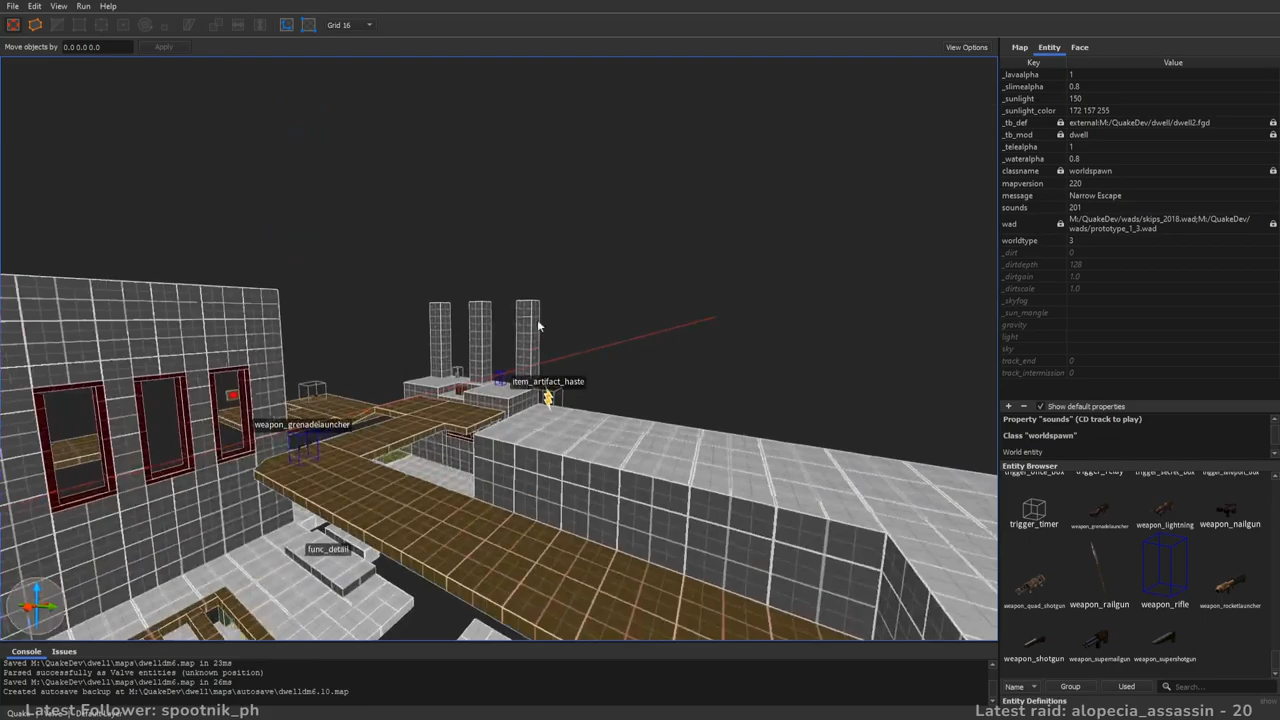 File Edit View Run Help
Grid 16
Move objects by 0.0 0.0 0.0 Apply View Options
Map Entity Face
Key Value
_lavaalpha 1
_slimealpha 0.8
_sunlight 150
_sunlight_color 172 157 255
_tb_def external:M:/QuakeDev/dwell/dwell2.fgd
_tb_mod dwell
_telealpha 1
_wateralpha 0.8
classname worldspawn
mapversion 220
message Narrow Escape
sounds 201
wad M:/QuakeDev/wads/skips_2018.wad;M:/QuakeDev/
wads/prototype_1_3.wad
worldtype 3
_dirt 0
_dirtdepth 128
_dirtgain 1.0
_dirtscale 1.0
_skyfog
_sun_mangle
gravity
light
sky
track_end 0
track_intermission 0
Show default properties
Property "sounds" (CD track to play)
Class "worldspawn"
World entity
Entity Browser
trigger_timer weapon_grenadelauncher weapon_lightning weapon_nailgun
weapon_quad_shotgun weapon_railgun weapon_rifle weapon_rocketlauncher
weapon_shotgun weapon_supernailgun weapon_supershotgun
Name Group Used Search...
Entity Definitions show
item_artifact_haste
weapon_grenadelauncher
func_detail
Console Issues
Saved M:\QuakeDev\dwell\maps\dwelldm6.map in 23ms
Parsed successfully as Valve entities (unknown position)
Saved M:\QuakeDev\dwell\maps\dwelldm6.map in 26ms
Created autosave backup at M:\QuakeDev\dwell\maps\autosave\dwelldm6.10.map
Latest Follower: spootnik_ph
Latest raid: alopecia_assassin - 20